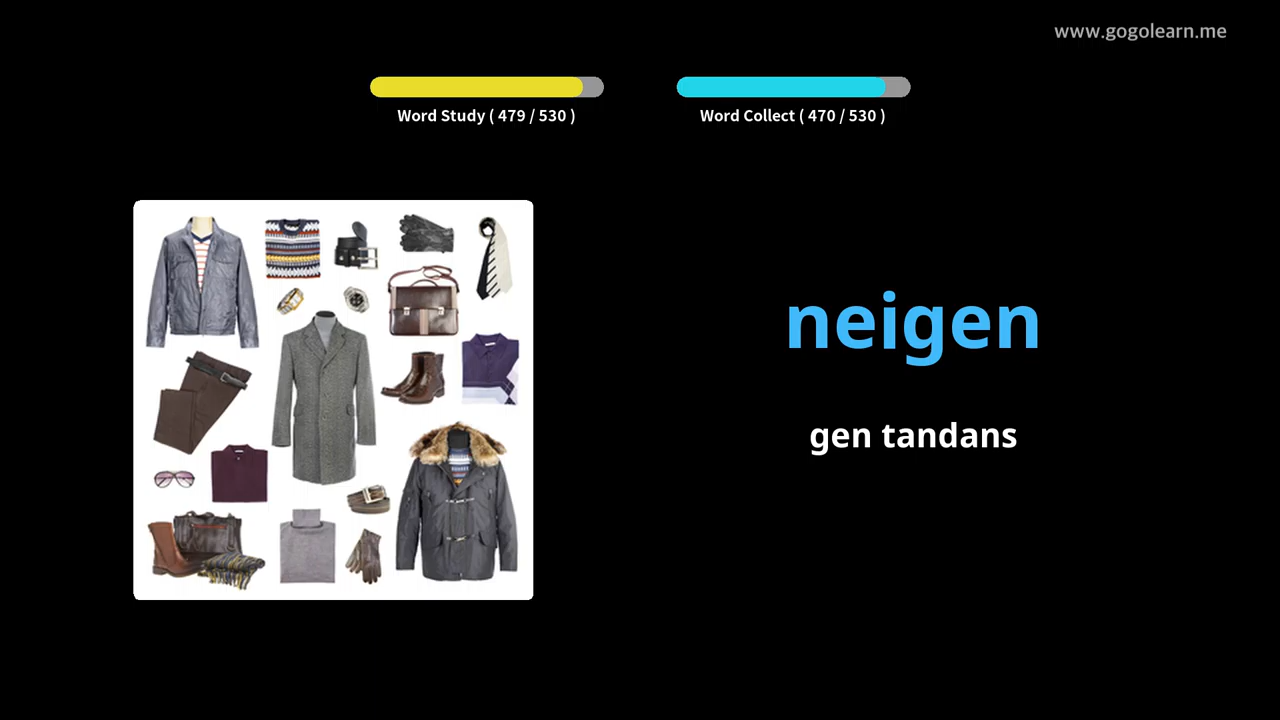 www.gogolearn.me
Word Study ( 479 / 530 )
Word Collect ( 470 / 530 )
neigen
gen tandans